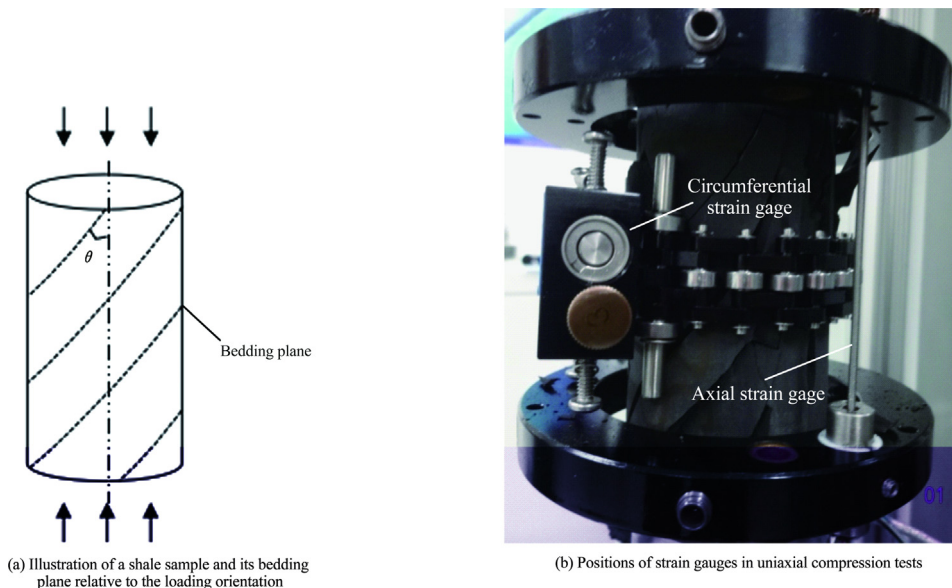 θ
Bedding plane
(a) Illustration of a shale sample and its bedding
plane relative to the loading orientation
Circumferential
strain gage
Axial strain gage
01
(b) Positions of strain gauges in uniaxial compression tests